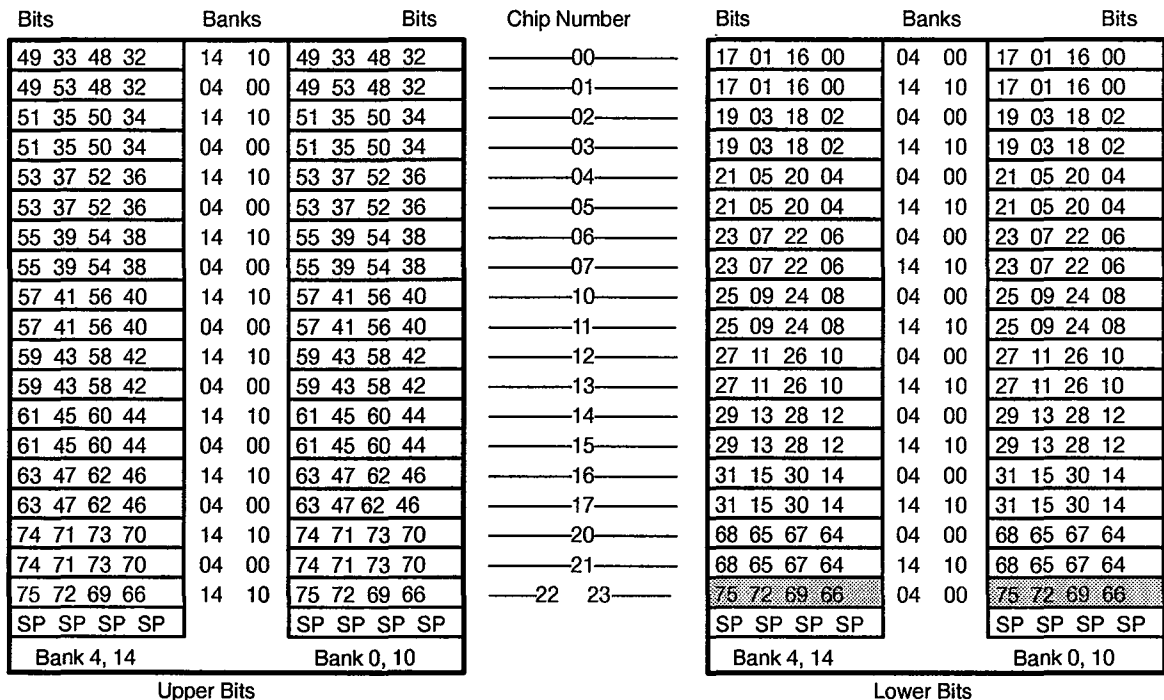 Bits Banks Bits Chip Number Bits Banks Bits
49 33 48 32 14 10 49 33 48 32 00 17 01 16 00 04 00 17 01 16 00
49 53 48 32 04 00 49 53 48 32 01 17 01 16 00 14 10 17 01 16 00
51 35 50 34 14 10 51 35 50 34 02 19 03 18 02 04 00 19 03 18 02
51 35 50 34 04 00 51 35 50 34 03 19 03 18 02 14 10 19 03 18 02
53 37 52 36 14 10 53 37 52 36 04 21 05 20 04 04 00 21 05 20 04
53 37 52 36 04 00 53 37 52 36 05 21 05 20 04 14 10 21 05 20 04
55 39 54 38 14 10 55 39 54 38 06 23 07 22 06 04 00 23 07 22 06
55 39 54 38 04 00 55 39 54 38 07 23 07 22 06 14 10 23 07 22 06
57 41 56 40 14 10 57 41 56 40 10 25 09 24 08 04 00 25 09 24 08
57 41 56 40 04 00 57 41 56 40 11 25 09 24 08 14 10 25 09 24 08
59 43 58 42 14 10 59 43 58 42 12 27 11 26 10 04 00 27 11 26 10
59 43 58 42 04 00 59 43 58 42 13 27 11 26 10 14 10 27 11 26 10
61 45 60 44 14 10 61 45 60 44 14 29 13 28 12 04 00 29 13 28 12
61 45 60 44 04 00 61 45 60 44 15 29 13 28 12 14 10 29 13 28 12
63 47 62 46 14 10 63 47 62 46 16 31 15 30 14 04 00 31 15 30 14
63 47 62 46 04 00 63 47 62 46 17 31 15 30 14 14 10 31 15 30 14
74 71 73 70 14 10 74 71 73 70 20 68 65 67 64 04 00 68 65 67 64
74 71 73 70 04 00 74 71 73 70 21 68 65 67 64 14 10 68 65 67 64
75 72 69 66 14 10 75 72 69 66 22 23 75 72 69 66 04 00 75 72 69 66
SP SP SP SP SP SP SP SP SP SP SP SP SP SP SP SP
Bank 4, 14 Bank 0, 10 Bank 4, 14 Bank 0, 10
Upper Bits Lower Bits